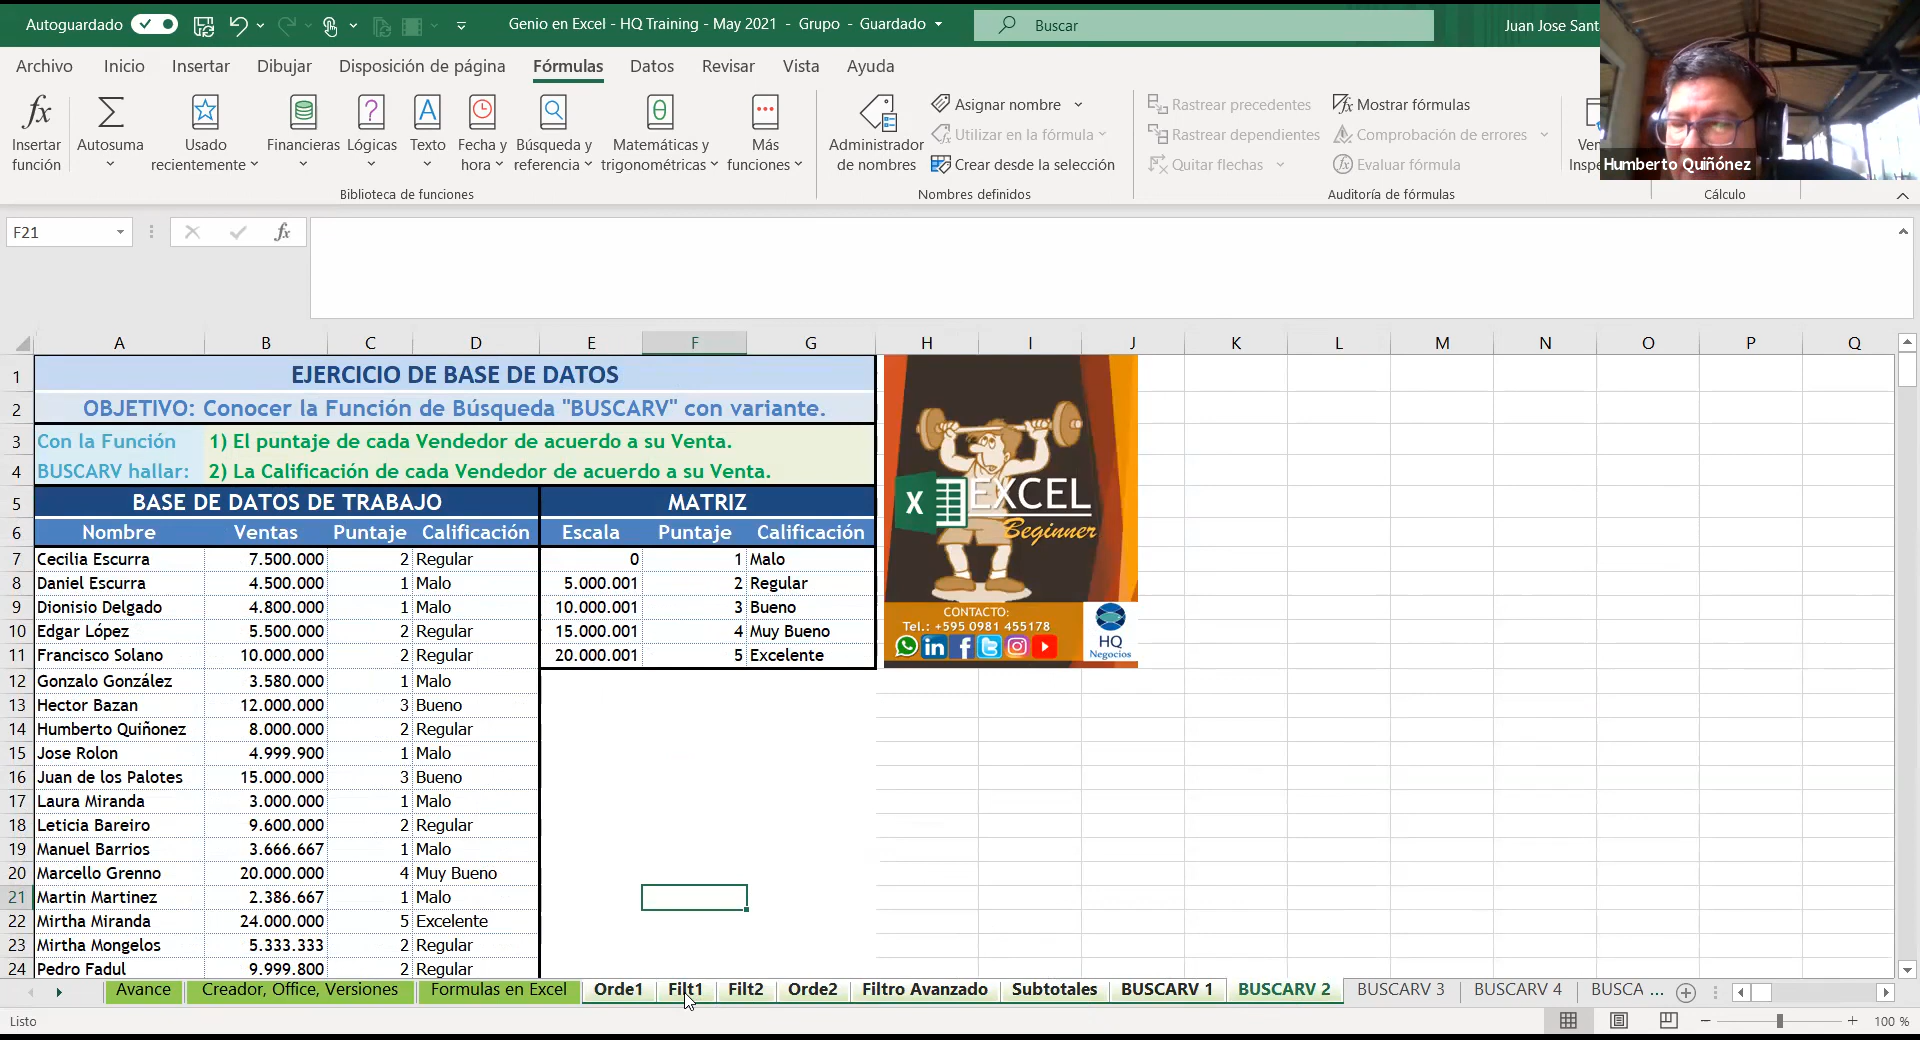 Autoguardado
Genio en Excel - HQ Training - May 2021 - Grupo - Guardado
Buscar
Juan Jose
Archivo Inicio Insertar Dibujar Disposición de página Fórmulas Datos Revisar Vista Ayuda
Insertar función
Autosuma
Usado recientemente
Financieras
Lógicas
Texto
Fecha y hora
Búsqueda y referencia
Matemáticas y trigonométricas
Más funciones
Biblioteca de funciones
Administrador de nombres
Asignar nombre
Utilizar en la fórmula
Crear desde la selección
Nombres definidos
Rastrear precedentes
Rastrear dependientes
Quitar flechas
Mostrar fórmulas
Comprobación de errores
Evaluar fórmula
Auditoría de fórmulas
Cálculo
Humberto Quiñónez
F21
fx
A B C D E F G H I J K L M N O P Q
1 EJERCICIO DE BASE DE DATOS
2 OBJETIVO: Conocer la Función de Búsqueda "BUSCARV" con variante.
3 Con la Función 1) El puntaje de cada Vendedor de acuerdo a su Venta.
4 BUSCARV hallar: 2) La Calificación de cada Vendedor de acuerdo a su Venta.
5 BASE DE DATOS DE TRABAJO MATRIZ
6 Nombre Ventas Puntaje Calificación Escala Puntaje Calificación
7 Cecilia Escurra 7.500.000 2 Regular 0 1 Malo
8 Daniel Escurra 4.500.000 1 Malo 5.000.001 2 Regular
9 Dionisio Delgado 4.800.000 1 Malo 10.000.001 3 Bueno
10 Edgar López 5.500.000 2 Regular 15.000.001 4 Muy Bueno
11 Francisco Solano 10.000.000 2 Regular 20.000.001 5 Excelente
12 Gonzalo González 3.580.000 1 Malo
13 Hector Bazan 12.000.000 3 Bueno
14 Humberto Quiñonez 8.000.000 2 Regular
15 Jose Rolon 4.999.900 1 Malo
16 Juan de los Palotes 15.000.000 3 Bueno
17 Laura Miranda 3.000.000 1 Malo
18 Leticia Bareiro 9.600.000 2 Regular
19 Manuel Barrios 3.666.667 1 Malo
20 Marcello Grenno 20.000.000 4 Muy Bueno
21 Martin Martinez 2.386.667 1 Malo
22 Mirtha Miranda 24.000.000 5 Excelente
23 Mirtha Mongelos 5.333.333 2 Regular
24 Pedro Fadul 9.999.800 2 Regular
X EXCEL
Beginner
CONTACTO:
Tel.: +595 0981 455178
HQ
Negocios
Avance Creador, Office, Versiones Formulas en Excel Orde1 Filt1 Filt2 Orde2 Filtro Avanzado Subtotales BUSCARV 1 BUSCARV 2 BUSCARV 3 BUSCARV 4 BUSCA ...
Listo
100 %